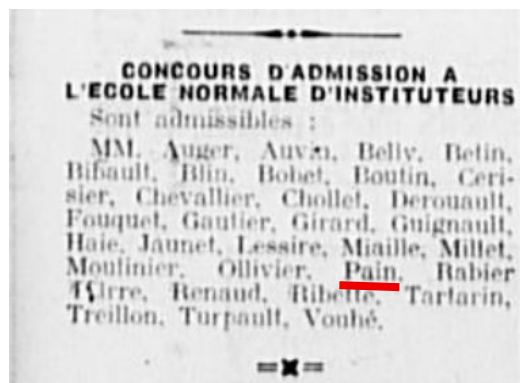 CONCOURS D'ADMISSION A
L'ECOLE NORMALE D'INSTITUTEURS
Sont admissibles :
MM. Auger, Auvin, Belly, Betin,
Bibault, Blin, Bobet, Boutin, Ceri-
sier, Chevallier, Chollet, Derouault,
Fouquet, Gautier, Girard, Guignault,
Haie, Jaunet, Lessire, Miaille, Millet,
Moulinier, Ollivier, Pain, Rabier
Renaud, Ribette, Tartarin,
Treillon, Turpault, Vouhé.